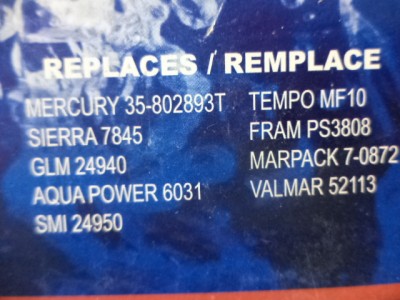 REPLACES / REMPLACE
MERCURY 35-802893T
SIERRA 7845
GLM 24940
AQUA POWER 6031
SMI 24950
TEMPO MF10
FRAM PS3808
MARPACK 7-0872
VALMAR 52113